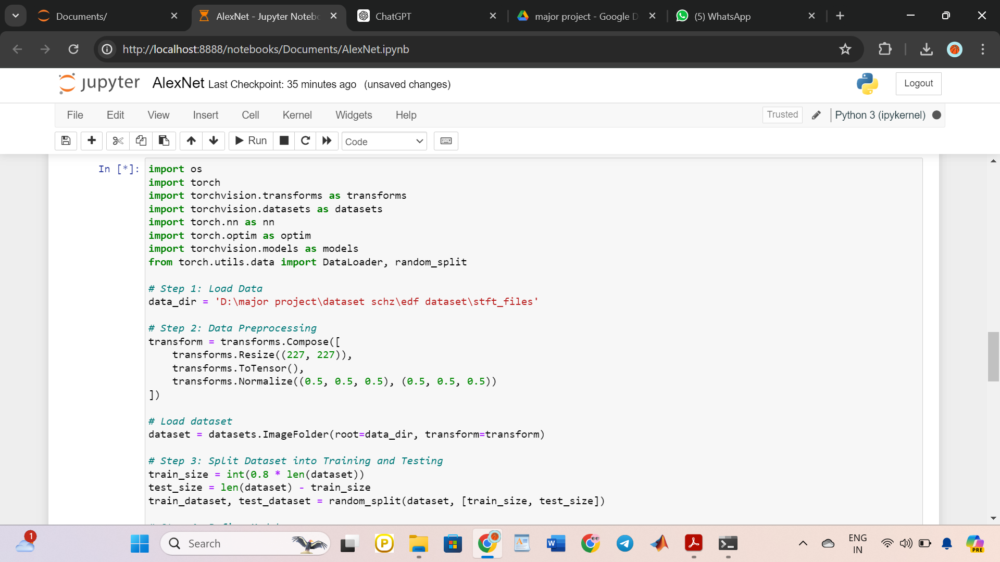 Documents/
AlexNet - Jupyter Notebo
ChatGPT
major project - Google D
(5) WhatsApp
http://localhost:8888/notebooks/Documents/AlexNet.ipynb
jupyter AlexNet Last Checkpoint: 35 minutes ago (unsaved changes)
Logout
File Edit View Insert Cell Kernel Widgets Help
Trusted
Python 3 (ipykernel)
Run
Code
In [*]:
import os
import torch
import torchvision.transforms as transforms
import torchvision.datasets as datasets
import torch.nn as nn
import torch.optim as optim
import torchvision.models as models
from torch.utils.data import DataLoader, random_split
# Step 1: Load Data
data_dir = 'D:\major project\dataset schz\edf dataset\stft_files'
# Step 2: Data Preprocessing
transform = transforms.Compose([
    transforms.Resize((227, 227)),
    transforms.ToTensor(),
    transforms.Normalize((0.5, 0.5, 0.5), (0.5, 0.5, 0.5))
])
# Load dataset
dataset = datasets.ImageFolder(root=data_dir, transform=transform)
# Step 3: Split Dataset into Training and Testing
train_size = int(0.8 * len(dataset))
test_size = len(dataset) - train_size
train_dataset, test_dataset = random_split(dataset, [train_size, test_size])
1
Search
P
W
ENG
IN
PRE